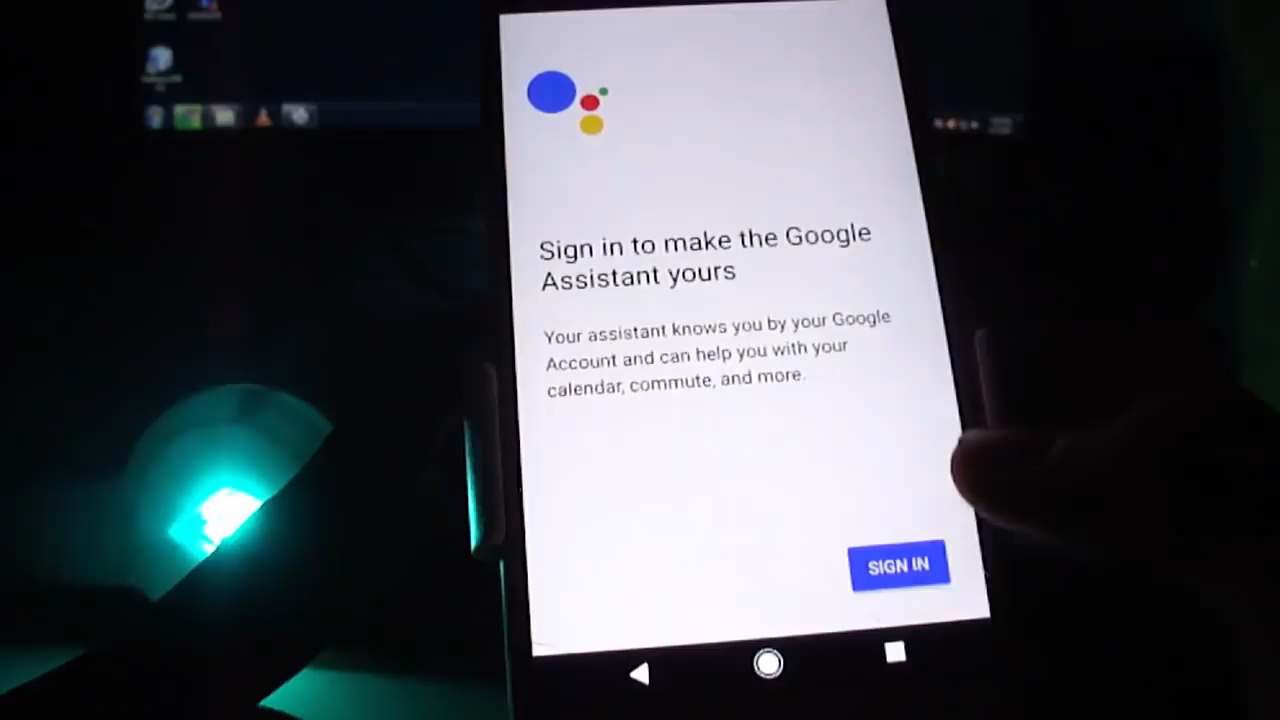 Sign in to make the Google
Assistant yours
Your assistant knows you by your Google
Account and can help you with your
calendar, commute, and more.
SIGN IN